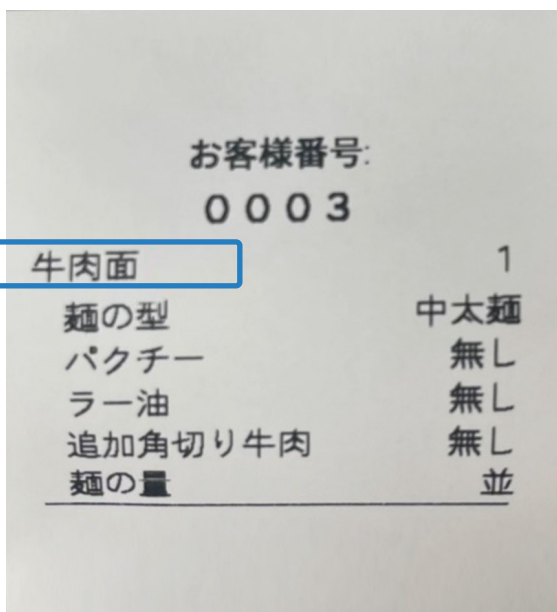 お客様番号:
0003
牛肉面 1
麺の型 中太麺
パクチー 無し
ラー油 無し
追加角切り牛肉 無し
麺の量 並